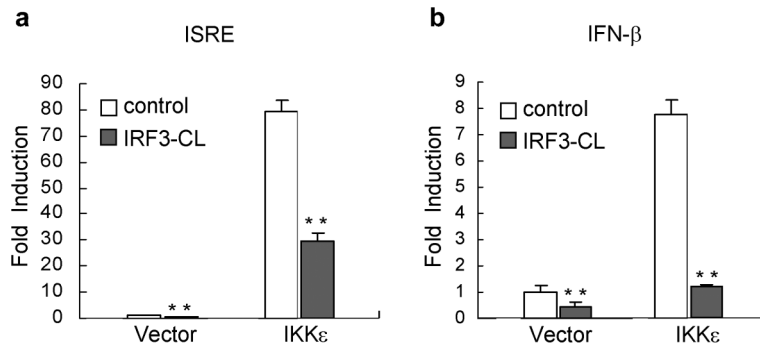 a
ISRE
Fold Induction
90
80
70
60
50
40
30
20
10
0
control
IRF3-CL
**
**
Vector
IKKε
b
IFN-β
Fold Induction
9
8
7
6
5
4
3
2
1
0
control
IRF3-CL
**
**
Vector
IKKε